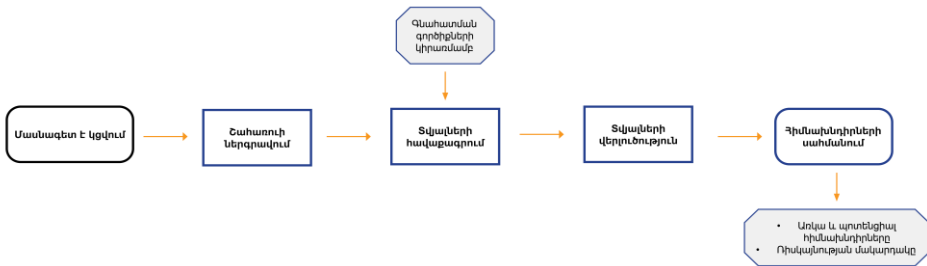 Գնահատման
գործիքների
կիրառմամբ
Մասնագետ է կցվում
Շահառուի
ներգրավում
Տվյալների
հավաքագրում
Տվյալների
վերլուծություն
Հիմնախնդիրների
սահմանում
• Առկա և պոտենցիալ
հիմնախնդիրները
• Ռիսկայնության մակարդակը